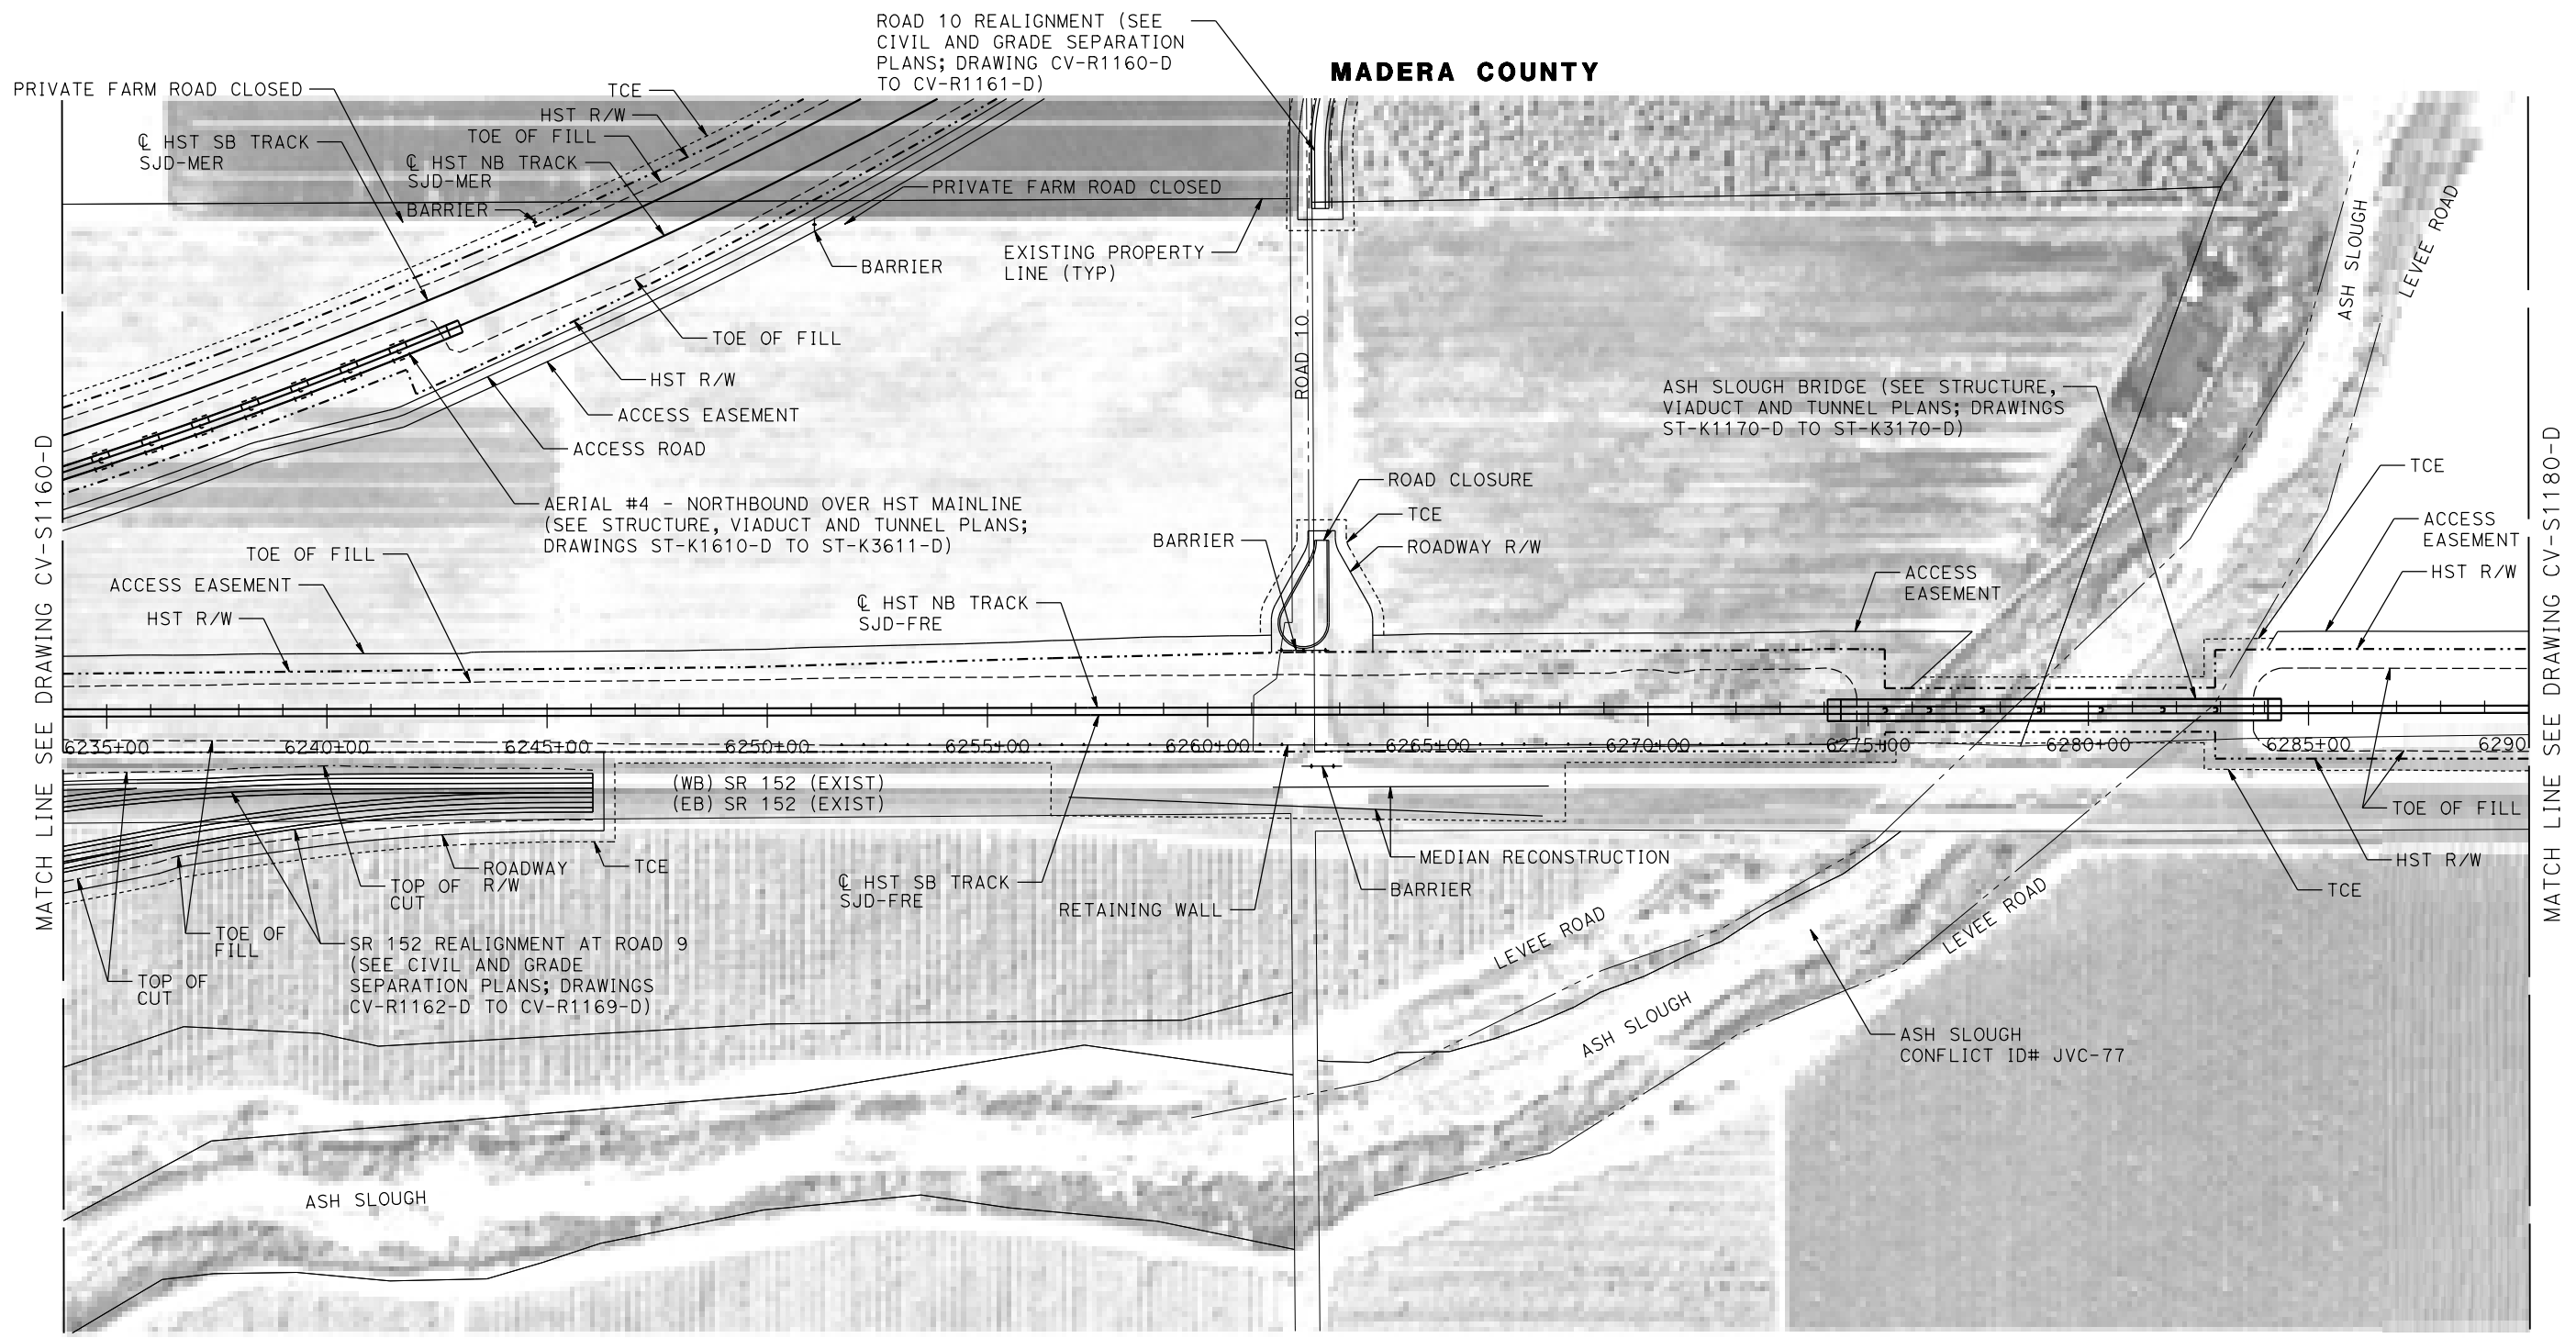 ROAD 10 REALIGNMENT (SEE
CIVIL AND GRADE SEPARATION
PLANS; DRAWING CV-R1160-D
TO CV-R1161-D)
MADERA COUNTY
PRIVATE FARM ROAD CLOSED
TCE
HST R/W
TOE OF FILL
℄ HST SB TRACK
SJD-MER
℄ HST NB TRACK
SJD-MER
BARRIER
PRIVATE FARM ROAD CLOSED
EXISTING PROPERTY
LINE (TYP)
BARRIER
TOE OF FILL
HST R/W
ACCESS EASEMENT
ACCESS ROAD
ROAD 10
ASH SLOUGH
LEVEE ROAD
ASH SLOUGH BRIDGE (SEE STRUCTURE,
VIADUCT AND TUNNEL PLANS; DRAWINGS
ST-K1170-D TO ST-K3170-D)
AERIAL #4 - NORTHBOUND OVER HST MAINLINE
(SEE STRUCTURE, VIADUCT AND TUNNEL PLANS;
DRAWINGS ST-K1610-D TO ST-K3611-D)
ROAD CLOSURE
TCE
ROADWAY R/W
BARRIER
TCE
ACCESS
EASEMENT
HST R/W
TOE OF FILL
ACCESS EASEMENT
HST R/W
℄ HST NB TRACK
SJD-FRE
ACCESS
EASEMENT
MATCH LINE SEE DRAWING CV-S1160-D
MATCH LINE SEE DRAWING CV-S1180-D
6235+00
6240+00
6245+00
6250+00
6255+00
6260+00
6265+00
6270+00
6275+00
6280+00
6285+00
6290
(WB) SR 152 (EXIST)
(EB) SR 152 (EXIST)
TOE OF FILL
HST R/W
TCE
MEDIAN RECONSTRUCTION
BARRIER
℄ HST SB TRACK
SJD-FRE
RETAINING WALL
ROADWAY
R/W
TCE
TOP OF
CUT
TOE OF
FILL
TOP OF
CUT
SR 152 REALIGNMENT AT ROAD 9
(SEE CIVIL AND GRADE
SEPARATION PLANS; DRAWINGS
CV-R1162-D TO CV-R1169-D)
LEVEE ROAD
LEVEE ROAD
ASH SLOUGH
ASH SLOUGH
CONFLICT ID# JVC-77
ASH SLOUGH